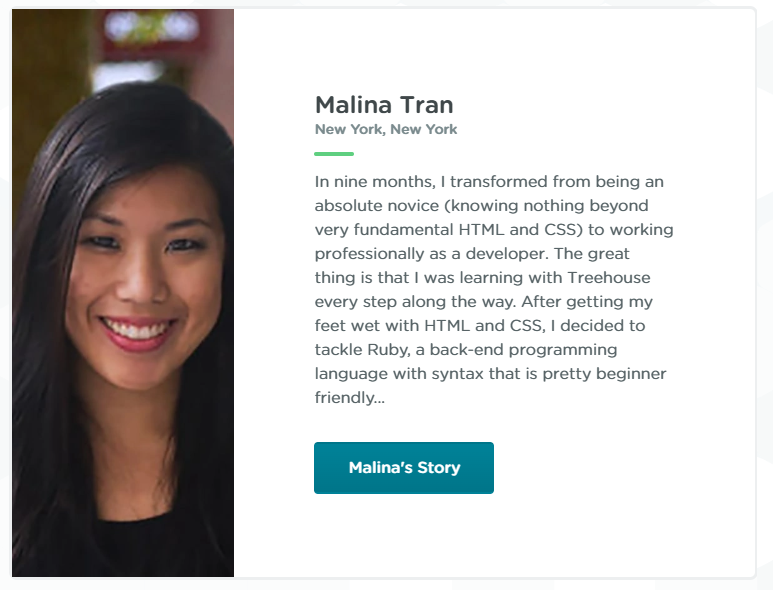 Malina Tran
New York, New York
In nine months, I transformed from being an
absolute novice (knowing nothing beyond
very fundamental HTML and CSS) to working
professionally as a developer. The great
thing is that I was learning with Treehouse
every step along the way. After getting my
feet wet with HTML and CSS, I decided to
tackle Ruby, a back-end programming
language with syntax that is pretty beginner
friendly...
Malina's Story